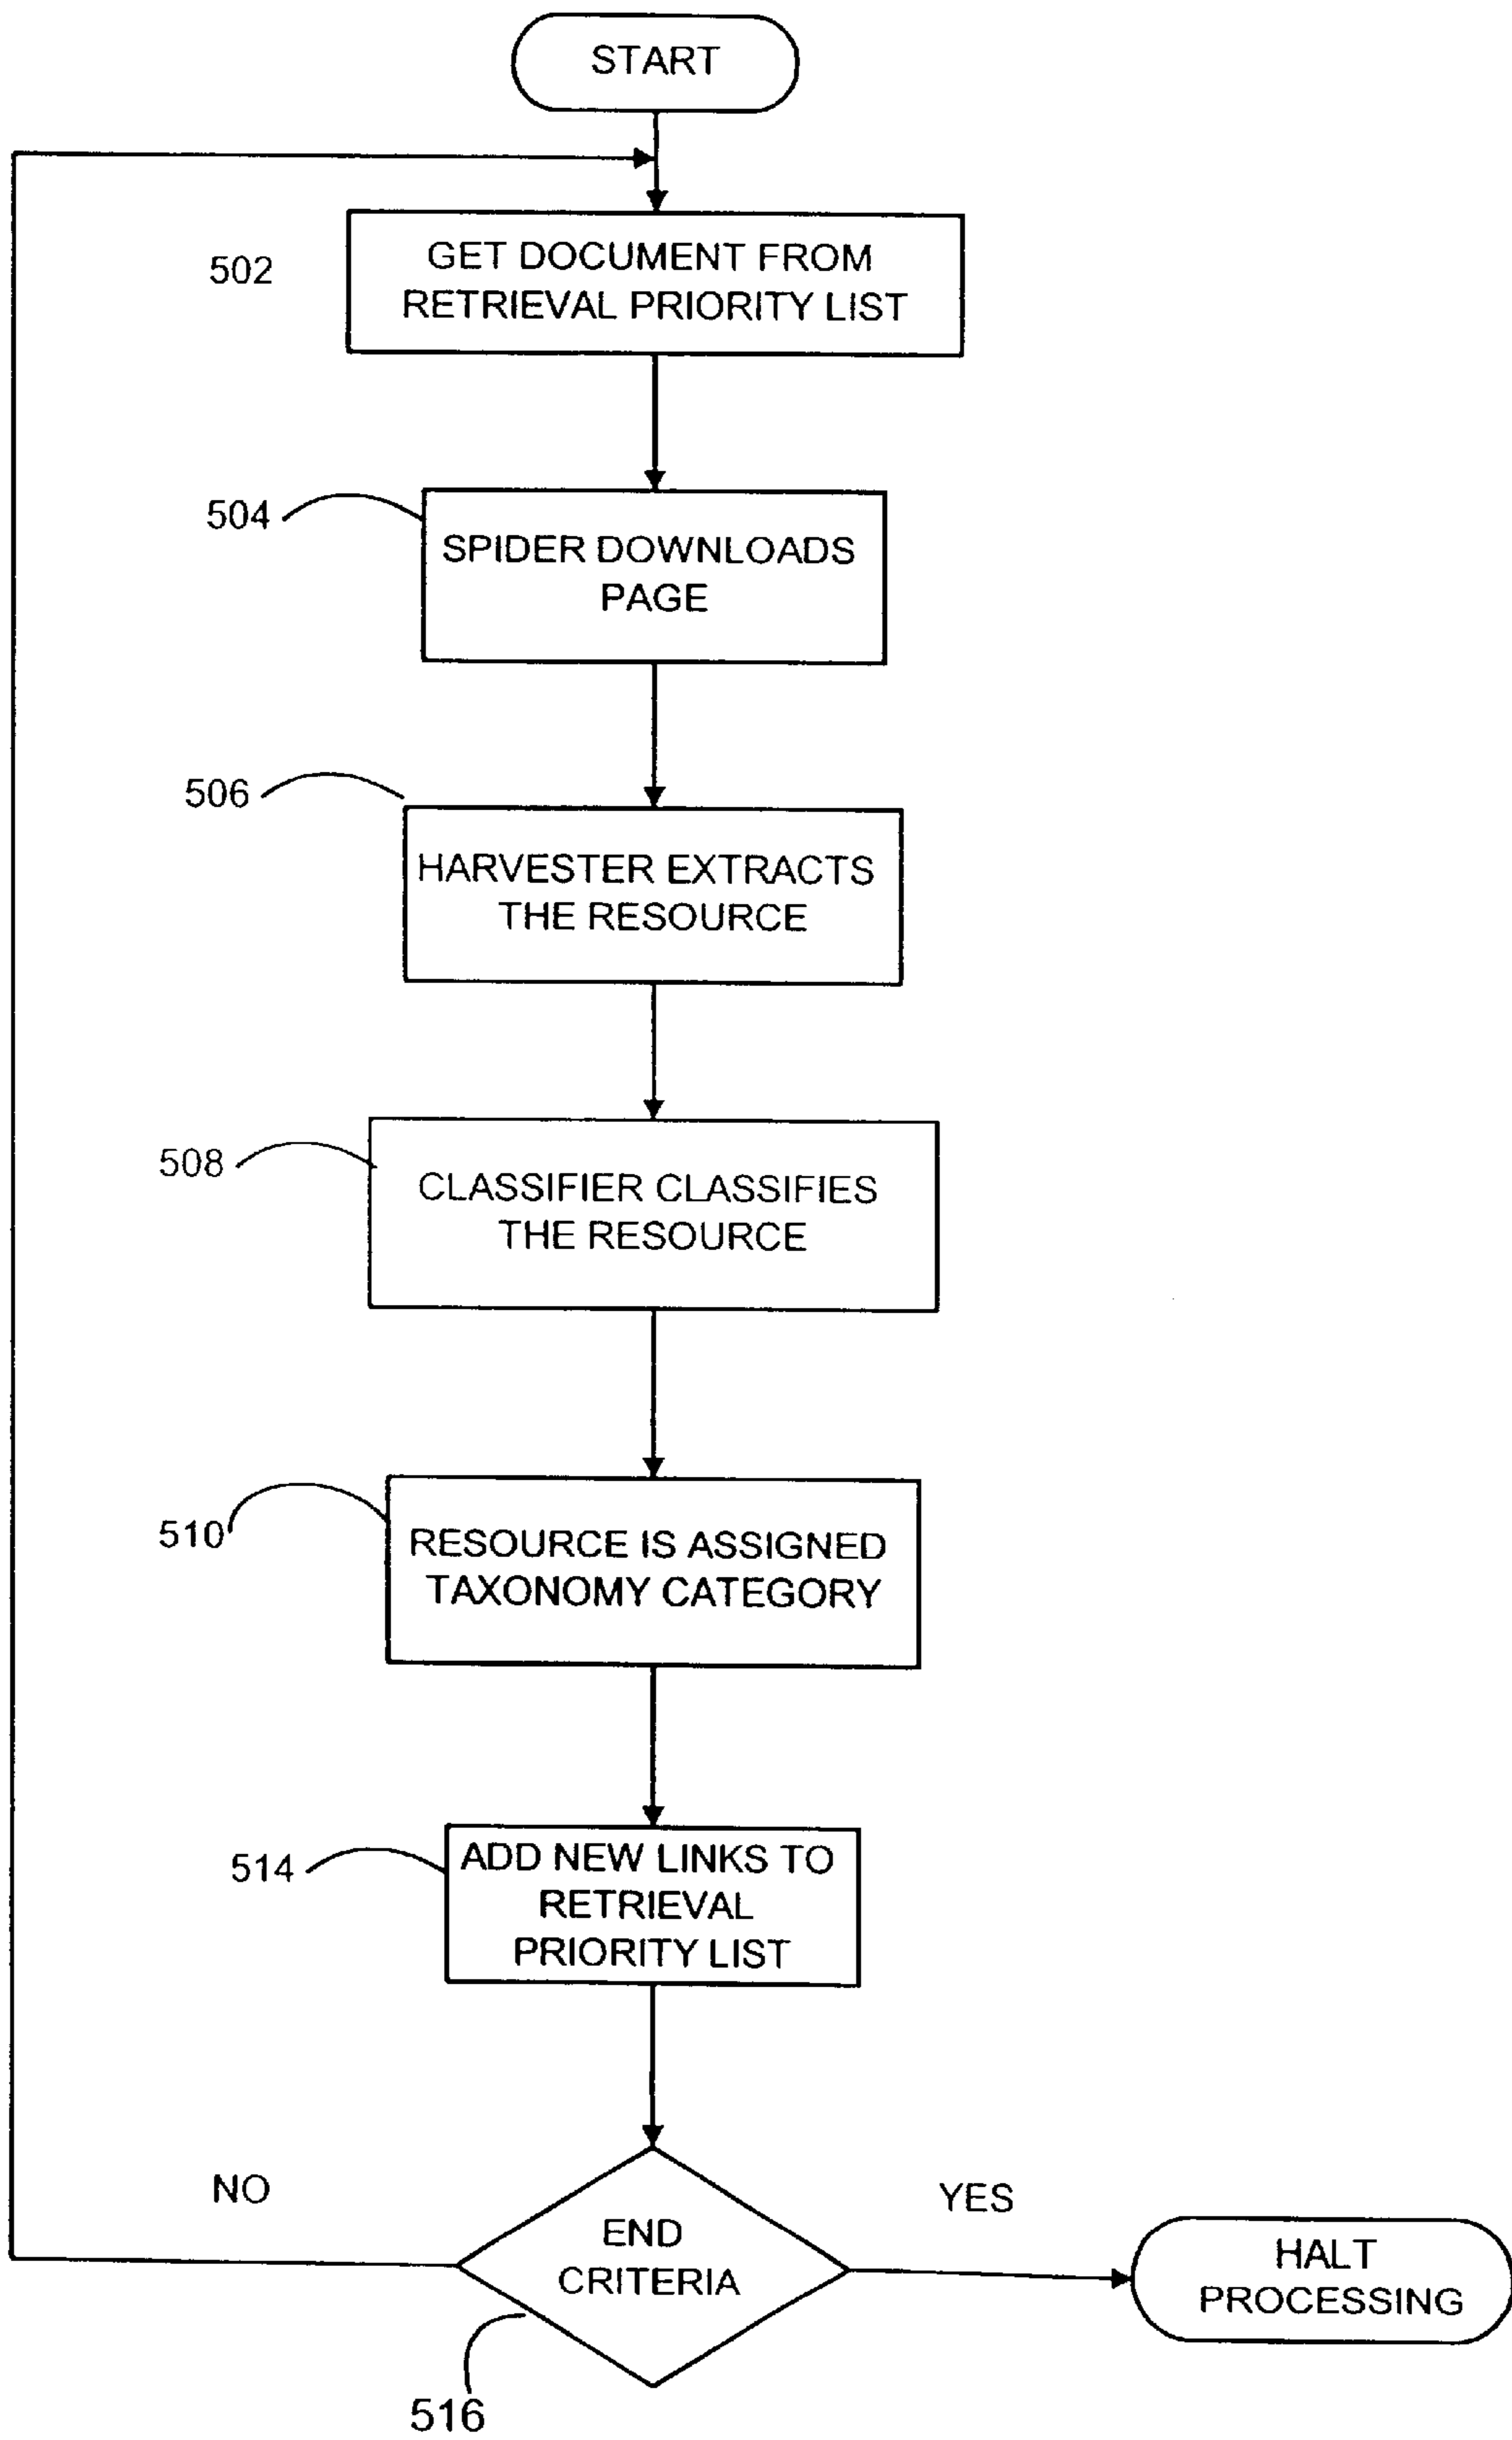 START
502
GET DOCUMENT FROM
RETRIEVAL PRIORITY LIST
504
SPIDER DOWNLOADS
PAGE
506
HARVESTER EXTRACTS
THE RESOURCE
508
CLASSIFIER CLASSIFIES
THE RESOURCE
510
RESOURCE IS ASSIGNED
TAXONOMY CATEGORY
514
ADD NEW LINKS TO
RETRIEVAL
PRIORITY LIST
NO
YES
END
CRITERIA
HALT
PROCESSING
516